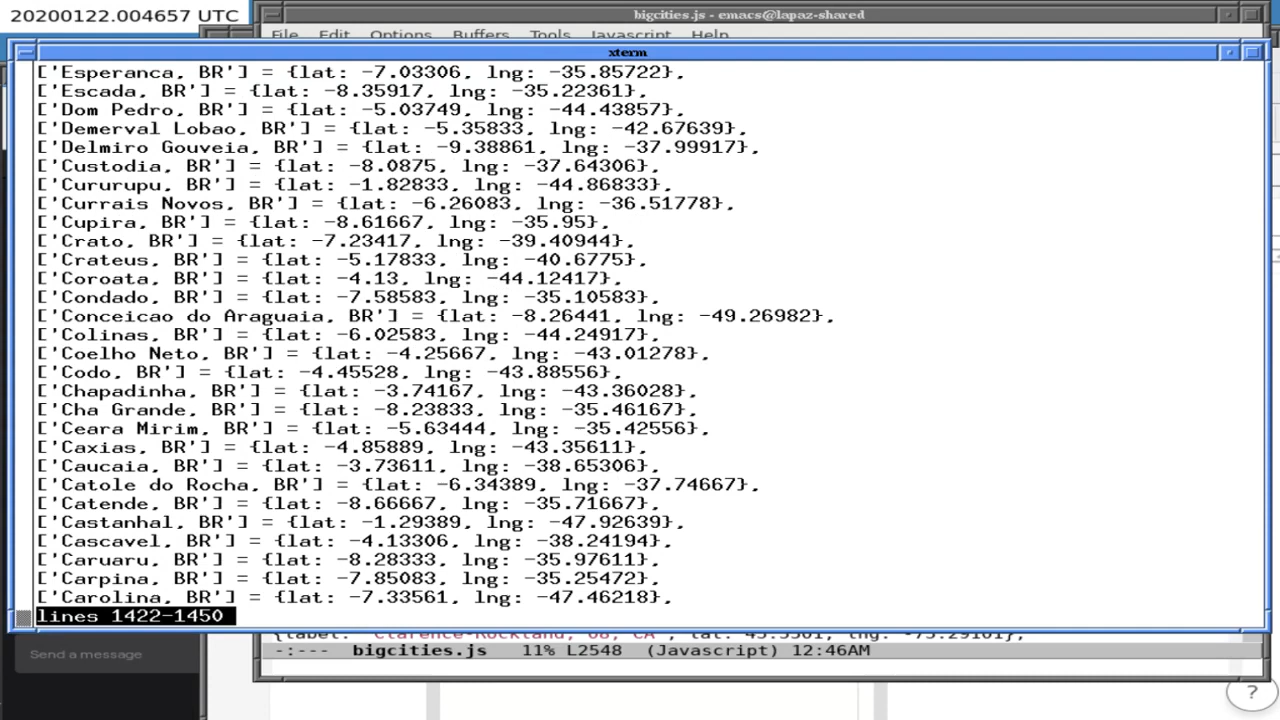 20200122.004657 UTC
bigcities.js - emacs@lapaz-shared
File Edit Options Buffers Tools Javascript Help
xterm
['Esperanca, BR'] = {lat: -7.03306, lng: -35.85722},
['Escada, BR'] = {lat: -8.35917, lng: -35.22361},
['Dom Pedro, BR'] = {lat: -5.03749, lng: -44.43857},
['Demerval Lobao, BR'] = {lat: -5.35833, lng: -42.67639},
['Delmiro Gouveia, BR'] = {lat: -9.38861, lng: -37.99917},
['Custodia, BR'] = {lat: -8.0875, lng: -37.64306},
['Cururupu, BR'] = {lat: -1.82833, lng: -44.86833},
['Currais Novos, BR'] = {lat: -6.26083, lng: -36.51778},
['Cupira, BR'] = {lat: -8.61667, lng: -35.95},
['Crato, BR'] = {lat: -7.23417, lng: -39.40944},
['Crateus, BR'] = {lat: -5.17833, lng: -40.6775},
['Coroata, BR'] = {lat: -4.13, lng: -44.12417},
['Condado, BR'] = {lat: -7.58583, lng: -35.10583},
['Conceicao do Araguaia, BR'] = {lat: -8.26441, lng: -49.26982},
['Colinas, BR'] = {lat: -6.02583, lng: -44.24917},
['Coelho Neto, BR'] = {lat: -4.25667, lng: -43.01278},
['Codo, BR'] = {lat: -4.45528, lng: -43.88556},
['Chapadinha, BR'] = {lat: -3.74167, lng: -43.36028},
['Cha Grande, BR'] = {lat: -8.23833, lng: -35.46167},
['Ceara Mirim, BR'] = {lat: -5.63444, lng: -35.42556},
['Caxias, BR'] = {lat: -4.85889, lng: -43.35611},
['Caucaia, BR'] = {lat: -3.73611, lng: -38.65306},
['Catole do Rocha, BR'] = {lat: -6.34389, lng: -37.74667},
['Catende, BR'] = {lat: -8.66667, lng: -35.71667},
['Castanhal, BR'] = {lat: -1.29389, lng: -47.92639},
['Cascavel, BR'] = {lat: -4.13306, lng: -38.24194},
['Caruaru, BR'] = {lat: -8.28333, lng: -35.97611},
['Carpina, BR'] = {lat: -7.85083, lng: -35.25472},
['Carolina, BR'] = {lat: -7.33561, lng: -47.46218},
lines 1422-1450
Send a message
-:--- bigcities.js 11% L2548 (Javascript) 12:46AM
?